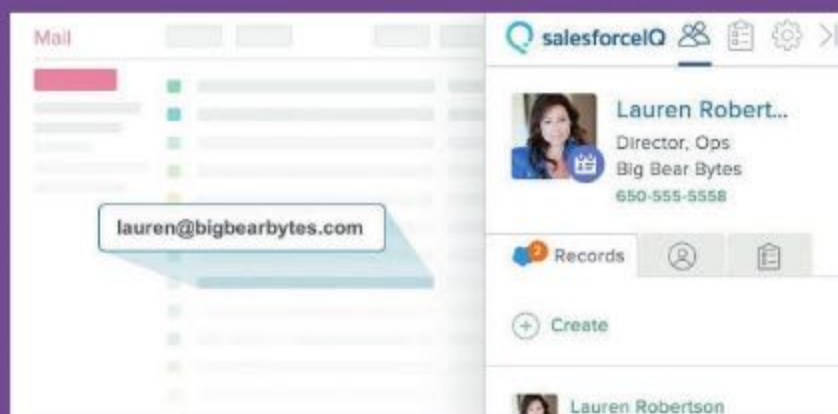 Mail
lauren@bigbearbytes.com
salesforceIQ
Lauren Robert...
Director, Ops
Big Bear Bytes
650-555-5558
2
Records
Create
Lauren Robertson